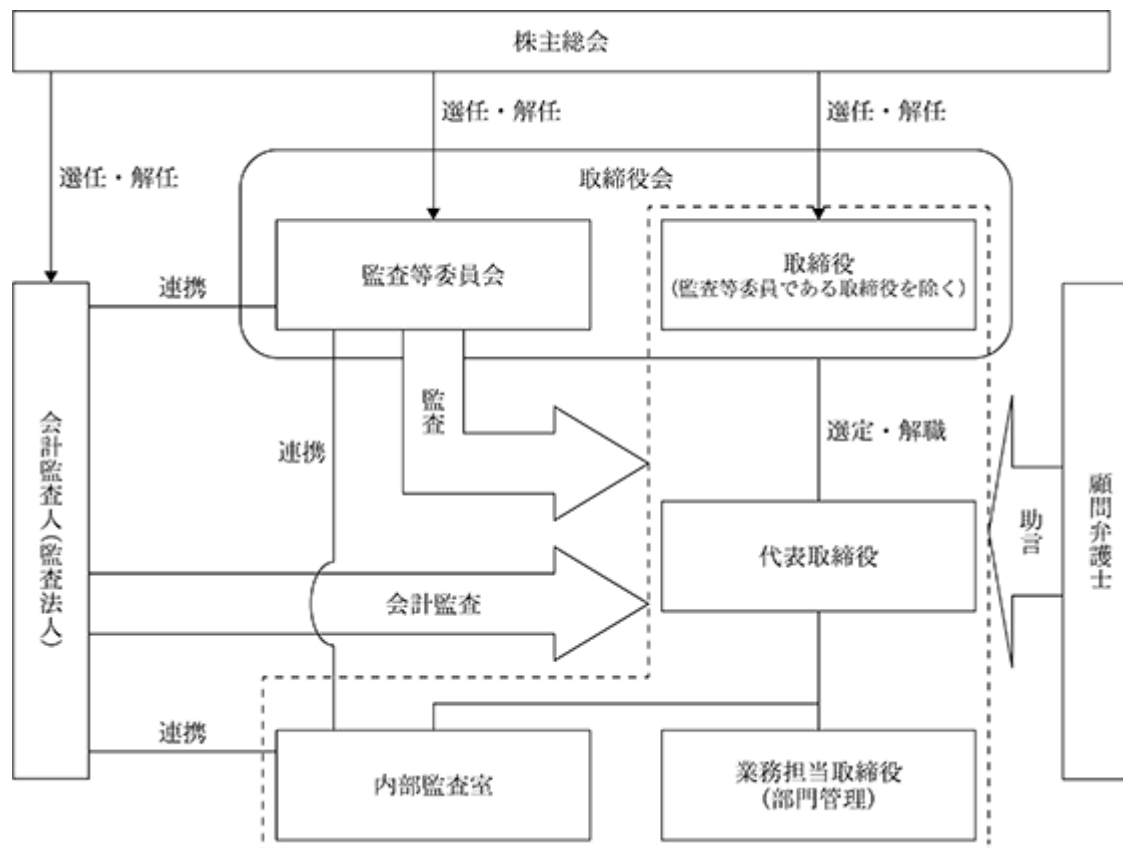 株主総会
選任・解任
選任・解任
選任・解任
取締役会
監査等委員会
取締役
(監査等委員である取締役を除く)
連携
監査
連携
選定・解職
会計監査人(監査法人)
顧問弁護士
助言
代表取締役
会計監査
連携
内部監査室
業務担当取締役
(部門管理)